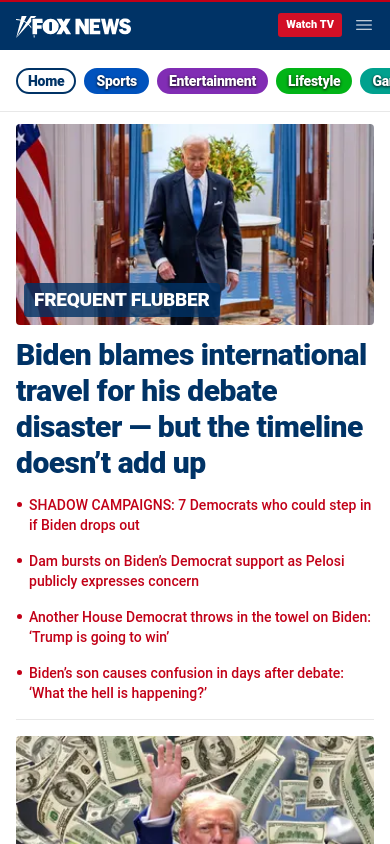 FOX NEWS
Watch TV
Home
Sports
Entertainment
Lifestyle
FREQUENT FLUBBER
Biden blames international
travel for his debate
disaster — but the timeline
doesn’t add up
• SHADOW CAMPAIGNS: 7 Democrats who could step in
if Biden drops out
• Dam bursts on Biden’s Democrat support as Pelosi
publicly expresses concern
• Another House Democrat throws in the towel on Biden:
‘Trump is going to win’
• Biden’s son causes confusion in days after debate:
‘What the hell is happening?’